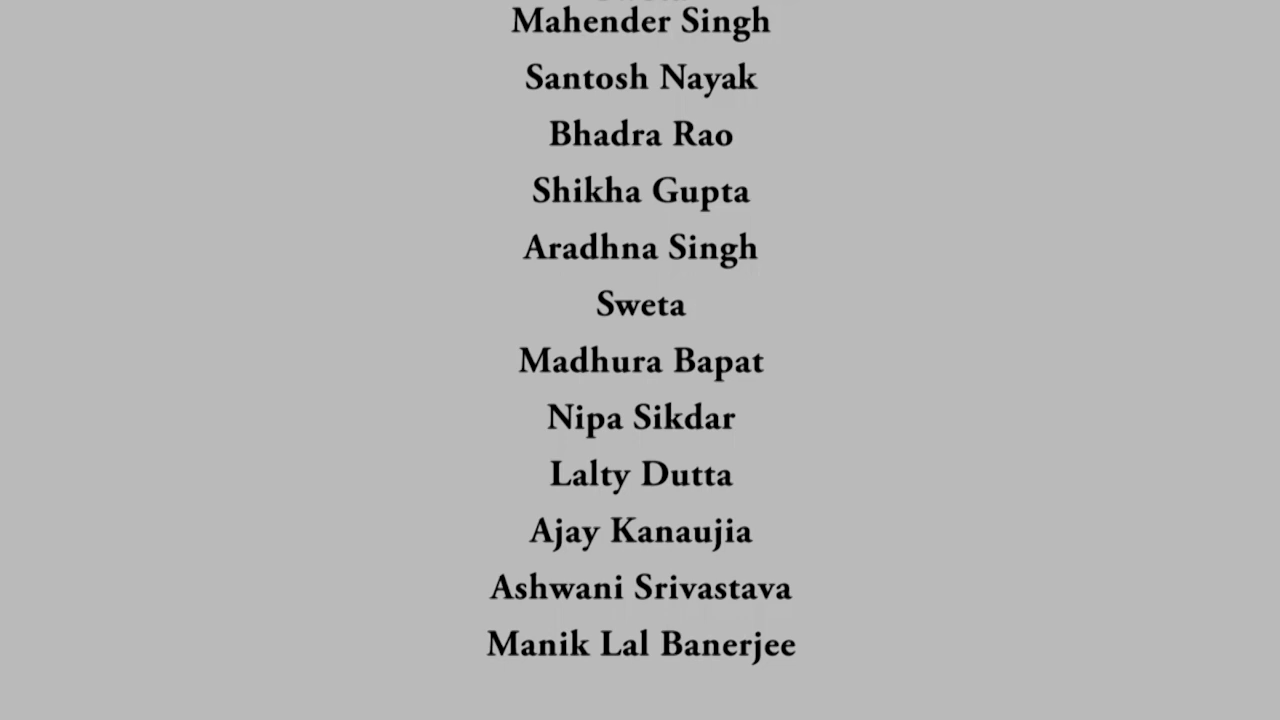 Mahender Singh
Santosh Nayak
Bhadra Rao
Shikha Gupta
Aradhna Singh
Sweta
Madhura Bapat
Nipa Sikdar
Lalty Dutta
Ajay Kanaujia
Ashwani Srivastava
Manik Lal Banerjee